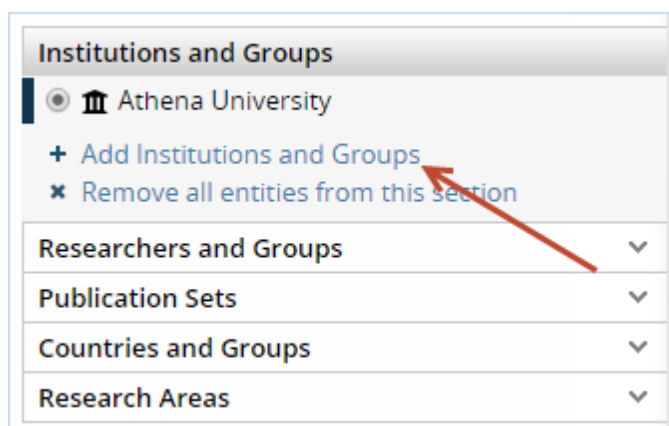 Institutions and Groups
Athena University
+ Add Institutions and Groups
× Remove all entities from this section
Researchers and Groups
Publication Sets
Countries and Groups
Research Areas